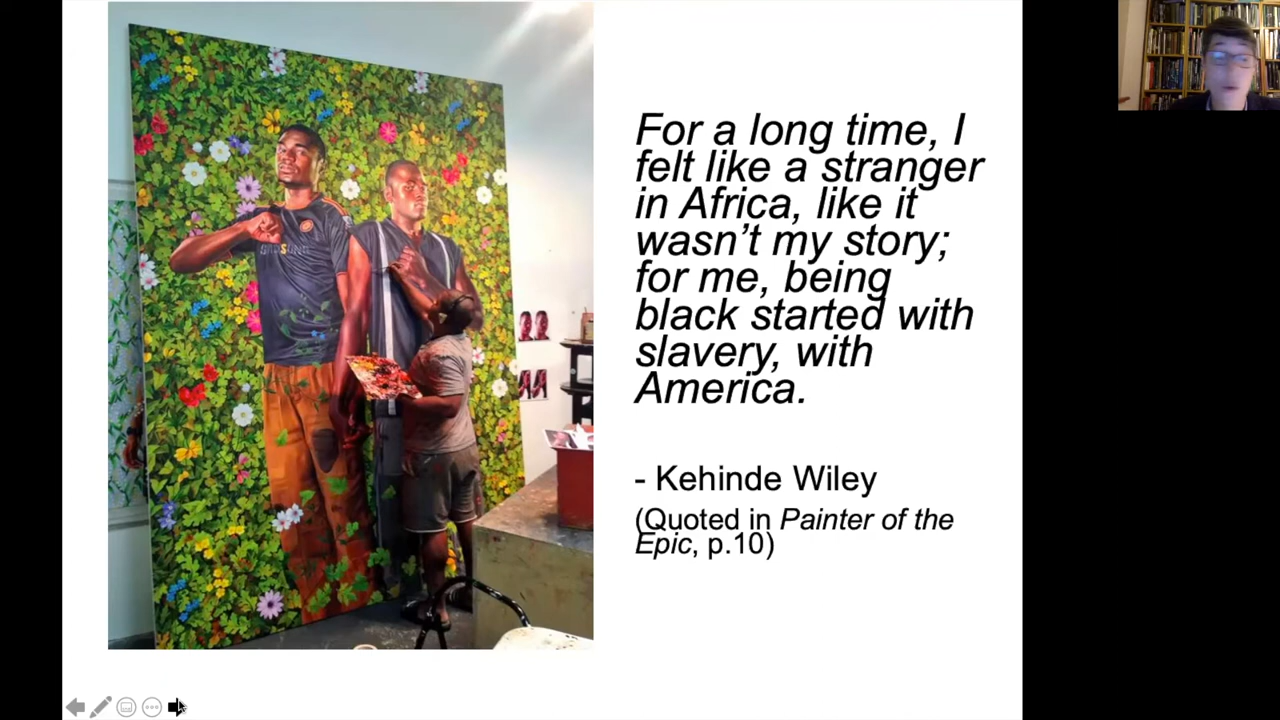 For a long time, I
felt like a stranger
in Africa, like it
wasn’t my story;
for me, being
black started with
slavery, with
America.
- Kehinde Wiley
(Quoted in Painter of the
Epic, p.10)
SAMSUNG